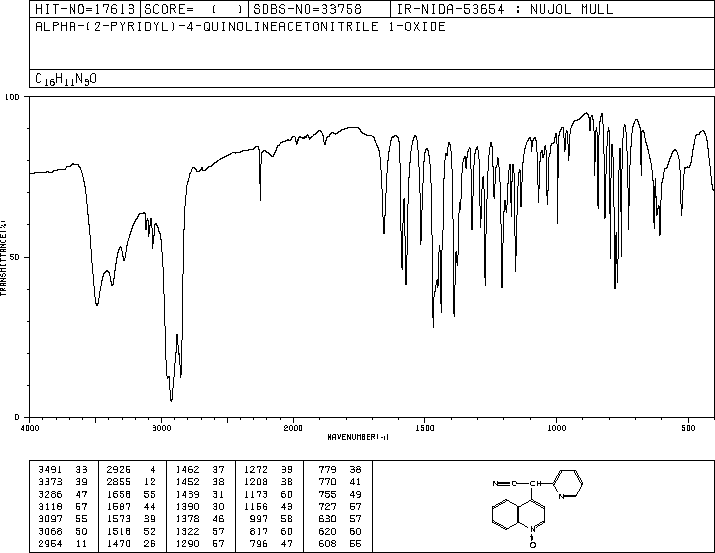 HIT-NO=17613 SCORE= ( ) SDBS-NO=33758 IR-NIDA-53654 : NUJOL MULL
ALPHA-(2-PYRIDYL)-4-QUINOLINEACETONITRILE 1-OXIDE
C16H11N3O
100
50
0
TRANSMITTANCE(%)
4000 3000 2000 1500 1000 500
WAVENUMBER(-1)
3491 33 2925 4 1462 37 1272 39 779 38
3373 39 2855 12 1452 38 1208 38 770 41
3286 47 1658 55 1439 31 1173 60 755 49
3118 57 1587 44 1390 30 1156 43 727 57
3097 55 1573 39 1378 46 997 58 630 57
3066 50 1518 52 1322 57 817 60 620 60
2954 11 1470 26 1290 57 796 47 608 55
N CH
N
N
O